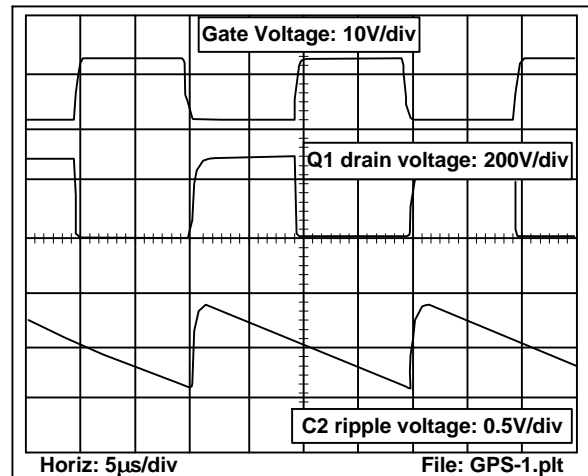 Gate Voltage: 10V/div
Q1 drain voltage: 200V/div
C2 ripple voltage: 0.5V/div
Horiz: 5μs/div File: GPS-1.plt